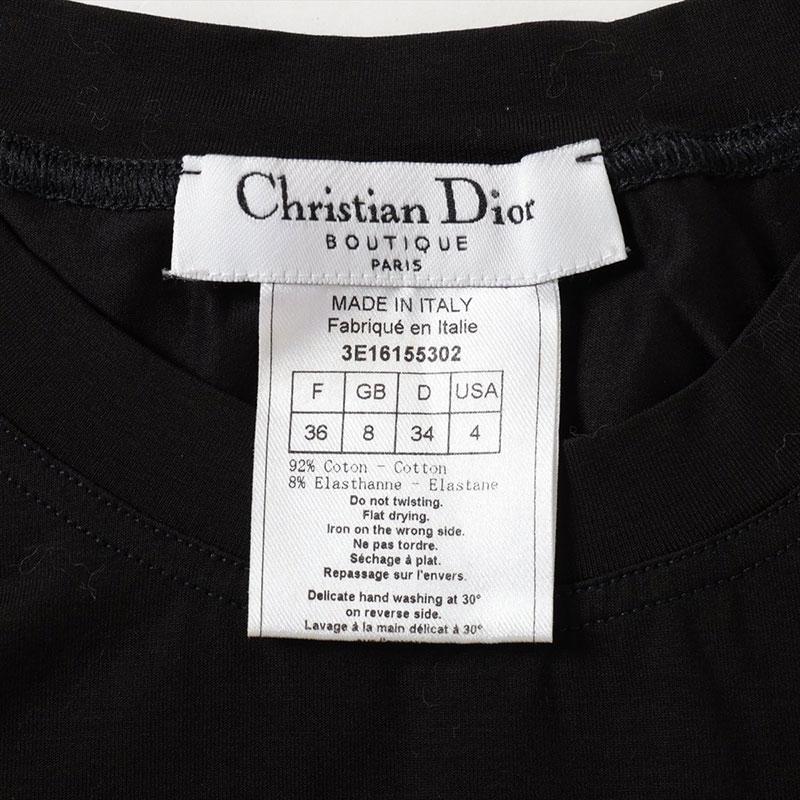 Christian Dior
BOUTIQUE
PARIS
MADE IN ITALY
Fabriqué en Italie
3E16155302
F GB D USA
36 8 34 4
92% Coton - Cotton
8% Elasthanne - Elastane
Do not twisting.
Flat drying.
Iron on the wrong side.
Ne pas tordre.
Séchage à plat.
Repassage sur l'envers.
Delicate hand washing at 30°
on reverse side.
Lavage à la main délicat à 30°